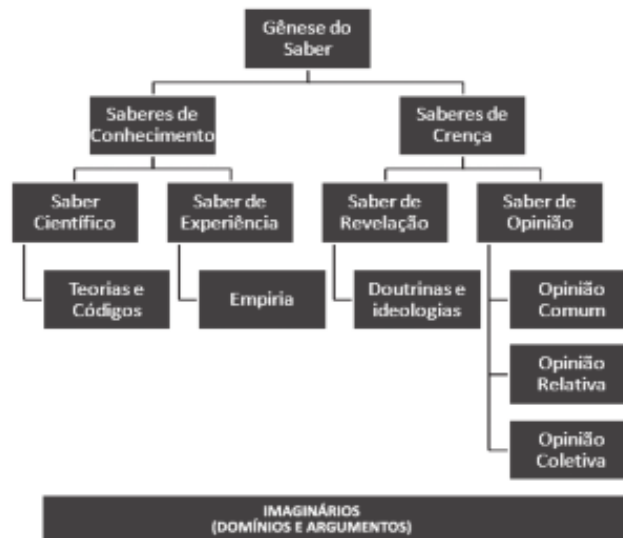 Gênese do
Saber
Saberes de
Conhecimento
Saberes de
Crença
Saber
Científico
Saber de
Experiência
Saber de
Revelação
Saber de
Opinião
Teorias e
Códigos
Empiria
Doutrinas e
ideologias
Opinião
Comum
Opinião
Relativa
Opinião
Coletiva
IMAGINÁRIOS
(DOMÍNIOS E ARGUMENTOS)